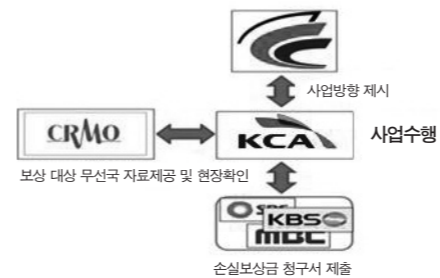 사업방향 제시
CRMO
KCA
사업수행
보상 대상 무선국 자료제공 및 현장확인
SBS
KBS
MBC
손실보상금 청구서 제출